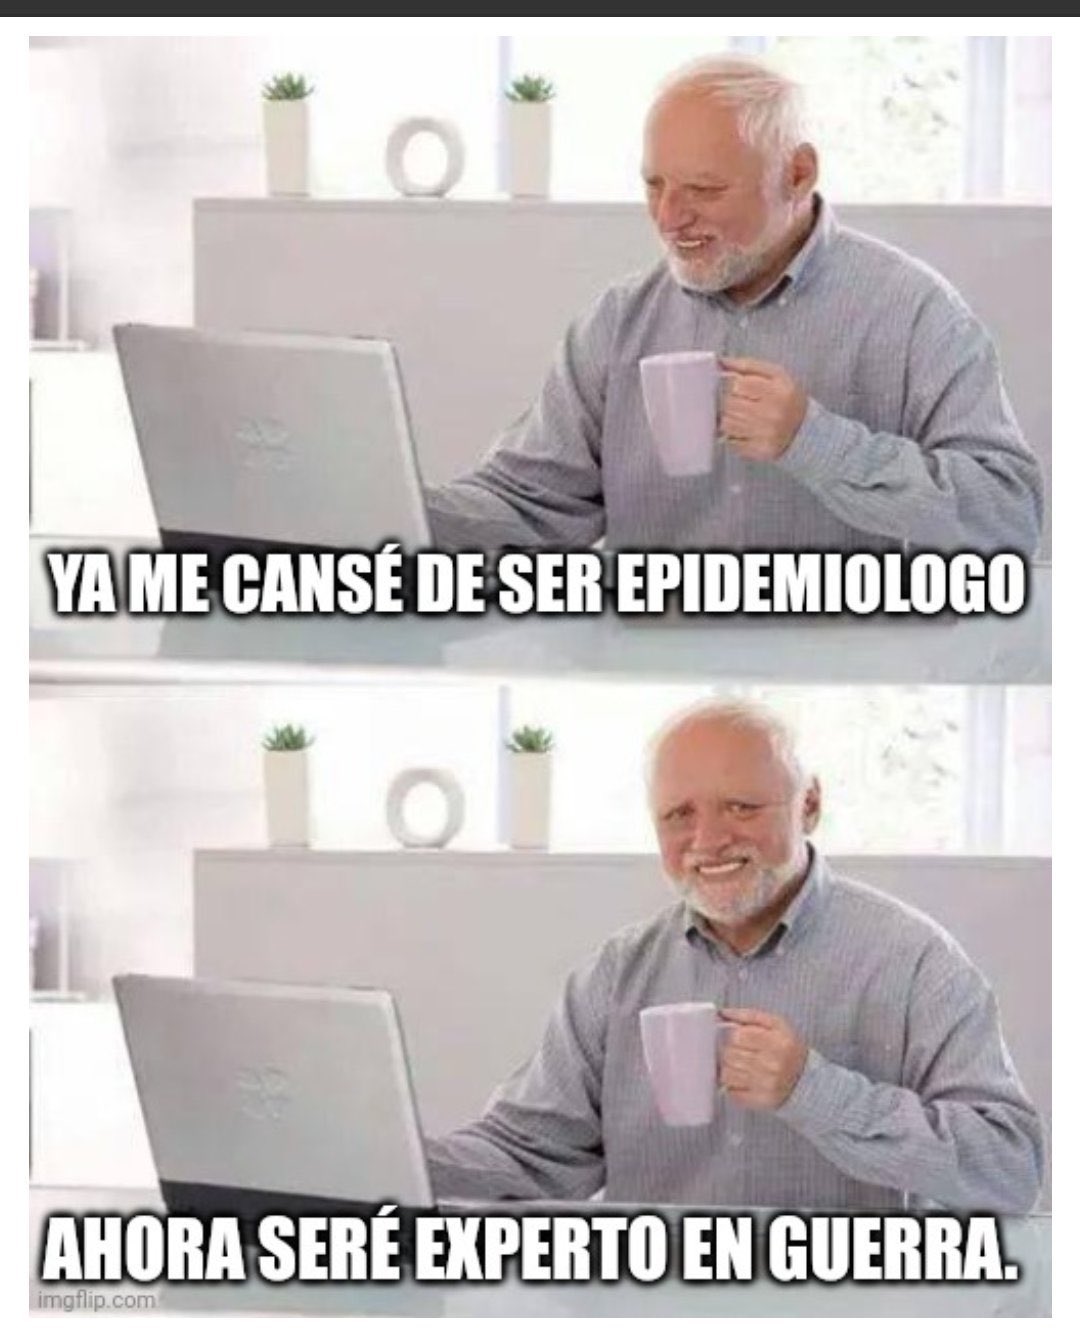 YA ME CANSÉ DE SER EPIDEMIOLOGO
AHORA SERÉ EXPERTO EN GUERRA.
imgflip.com